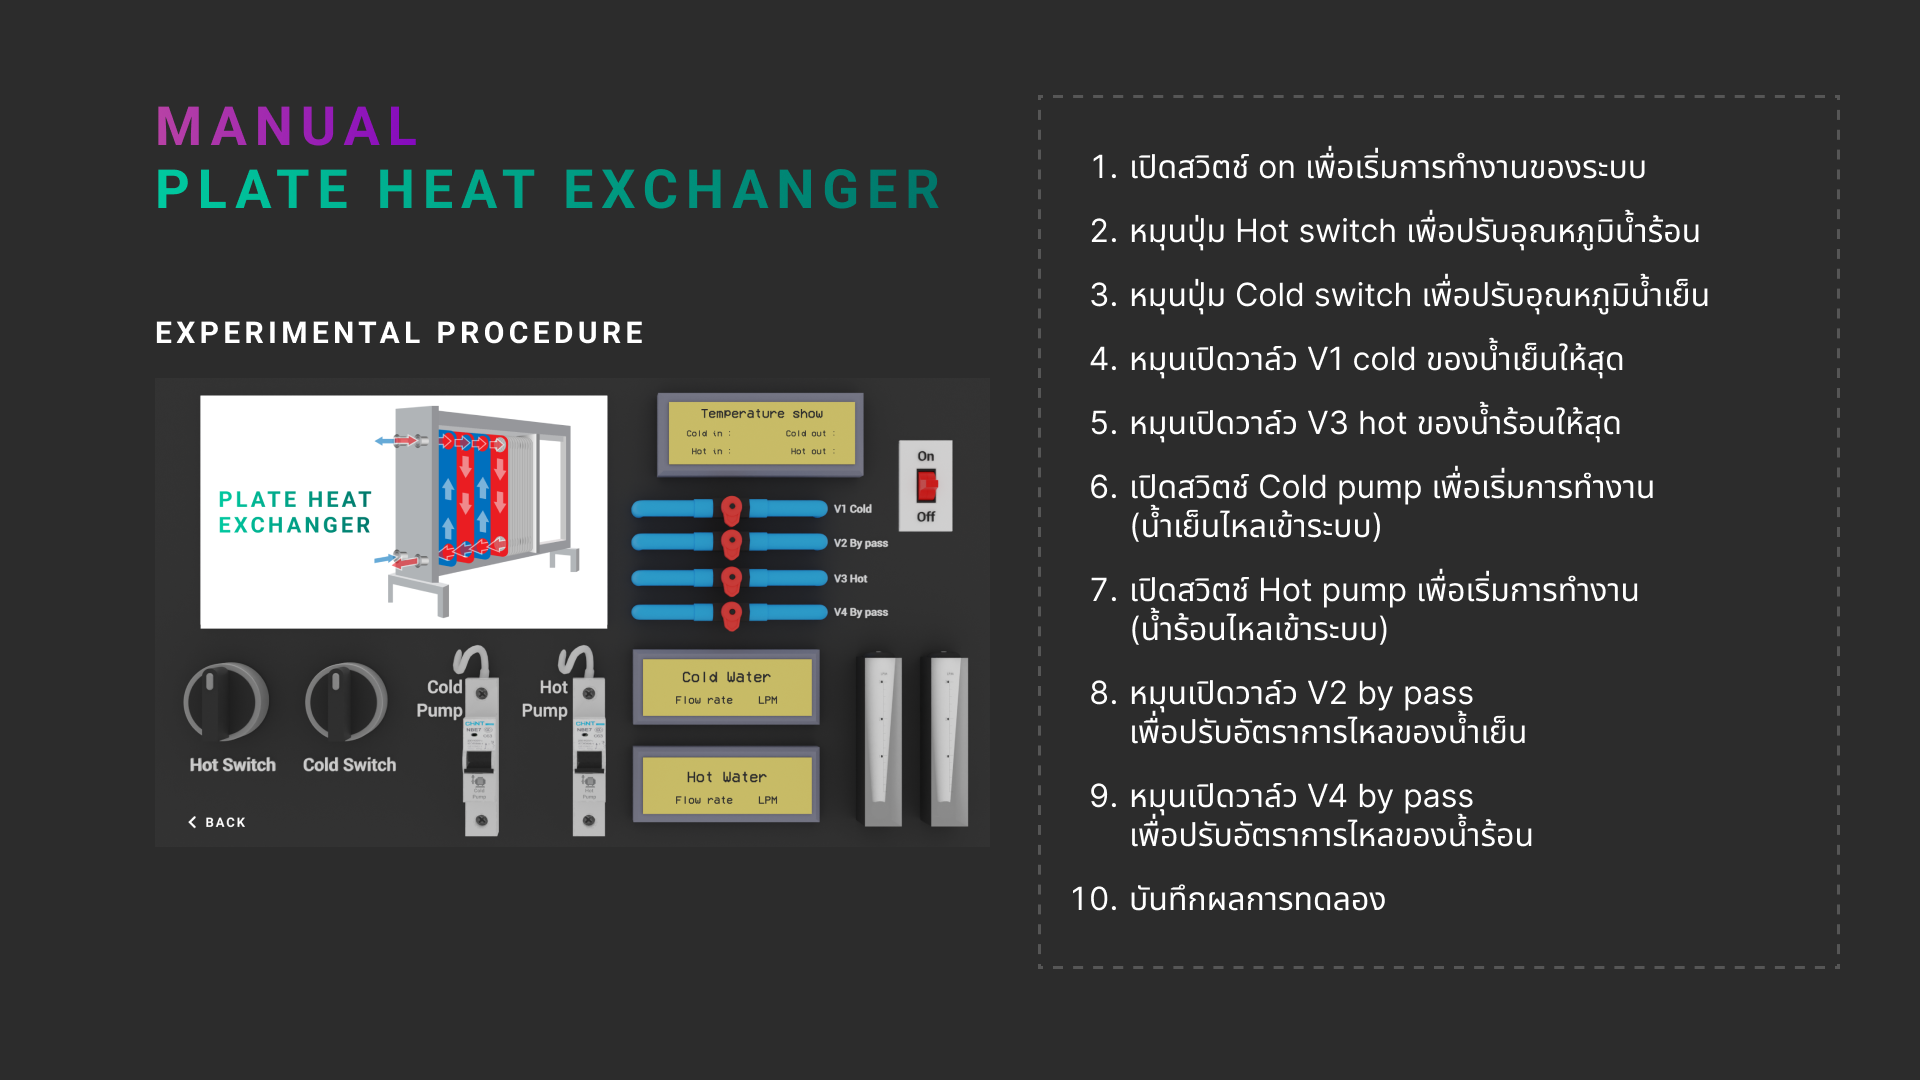 MANUAL
PLATE HEAT EXCHANGER
EXPERIMENTAL PROCEDURE
PLATE HEAT
EXCHANGER
Temperature show
Cold in : Cold out :
Hot in : Hot out :
On
Off
V1 Cold
V2 By pass
V3 Hot
V4 By pass
Hot Switch
Cold Switch
Cold
Pump
Hot
Pump
CHNT
CHNT
Cold Water
Flow rate LPM
Hot Water
Flow rate LPM
BACK
1. เปิดสวิตช์ on เพื่อเริ่มการทำงานของระบบ
2. หมุนปุ่ม Hot switch เพื่อปรับอุณหภูมิน้ำร้อน
3. หมุนปุ่ม Cold switch เพื่อปรับอุณหภูมิน้ำเย็น
4. หมุนเปิดวาล์ว V1 cold ของน้ำเย็นให้สุด
5. หมุนเปิดวาล์ว V3 hot ของน้ำร้อนให้สุด
6. เปิดสวิตช์ Cold pump เพื่อเริ่มการทำงาน
(น้ำเย็นไหลเข้าระบบ)
7. เปิดสวิตช์ Hot pump เพื่อเริ่มการทำงาน
(น้ำร้อนไหลเข้าระบบ)
8. หมุนเปิดวาล์ว V2 by pass
เพื่อปรับอัตราการไหลของน้ำเย็น
9. หมุนเปิดวาล์ว V4 by pass
เพื่อปรับอัตราการไหลของน้ำร้อน
10. บันทึกผลการทดลอง